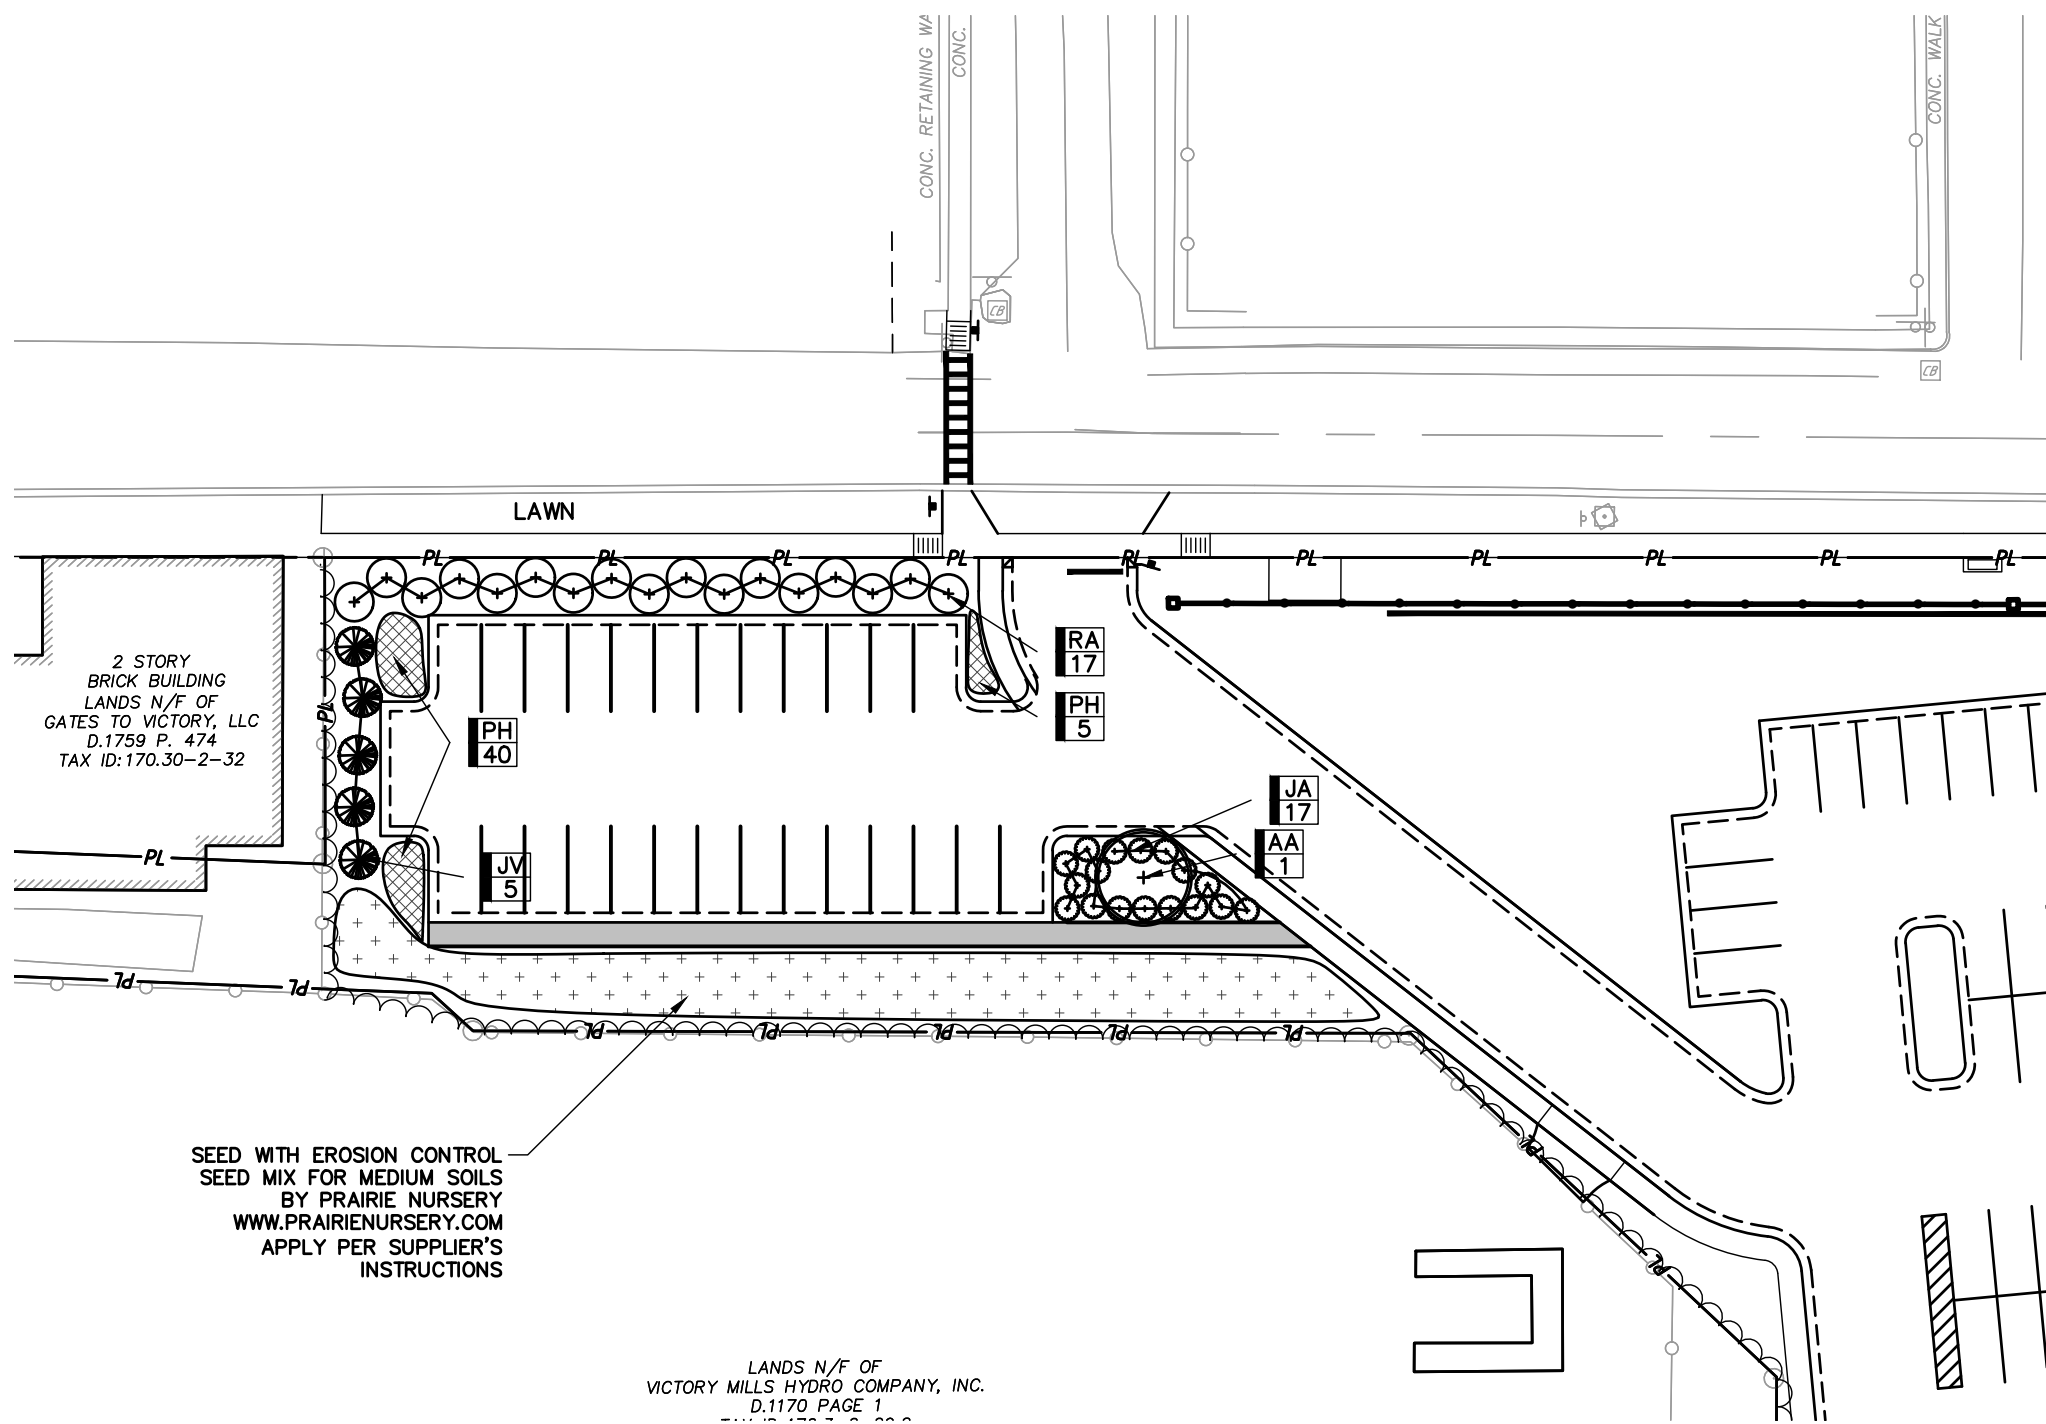 CONC. RETAINING WA
CONC.
CONC. WALK
CB
CB
LAWN
PL PL PL PL PL PL PL PL PL PL
2 STORY
BRICK BUILDING
LANDS N/F OF
GATES TO VICTORY, LLC
D.1759 P. 474
TAX ID:170.30-2-32
PL
RA
17
PH
5
PH
40
JA
17
AA
1
JV
5
PL
PL
PL
PL
PL
PL
PL
PL
PL
PL
SEED WITH EROSION CONTROL
SEED MIX FOR MEDIUM SOILS
BY PRAIRIE NURSERY
WWW.PRAIRIENURSERY.COM
APPLY PER SUPPLIER'S
INSTRUCTIONS
LANDS N/F OF
VICTORY MILLS HYDRO COMPANY, INC.
D.1170 PAGE 1